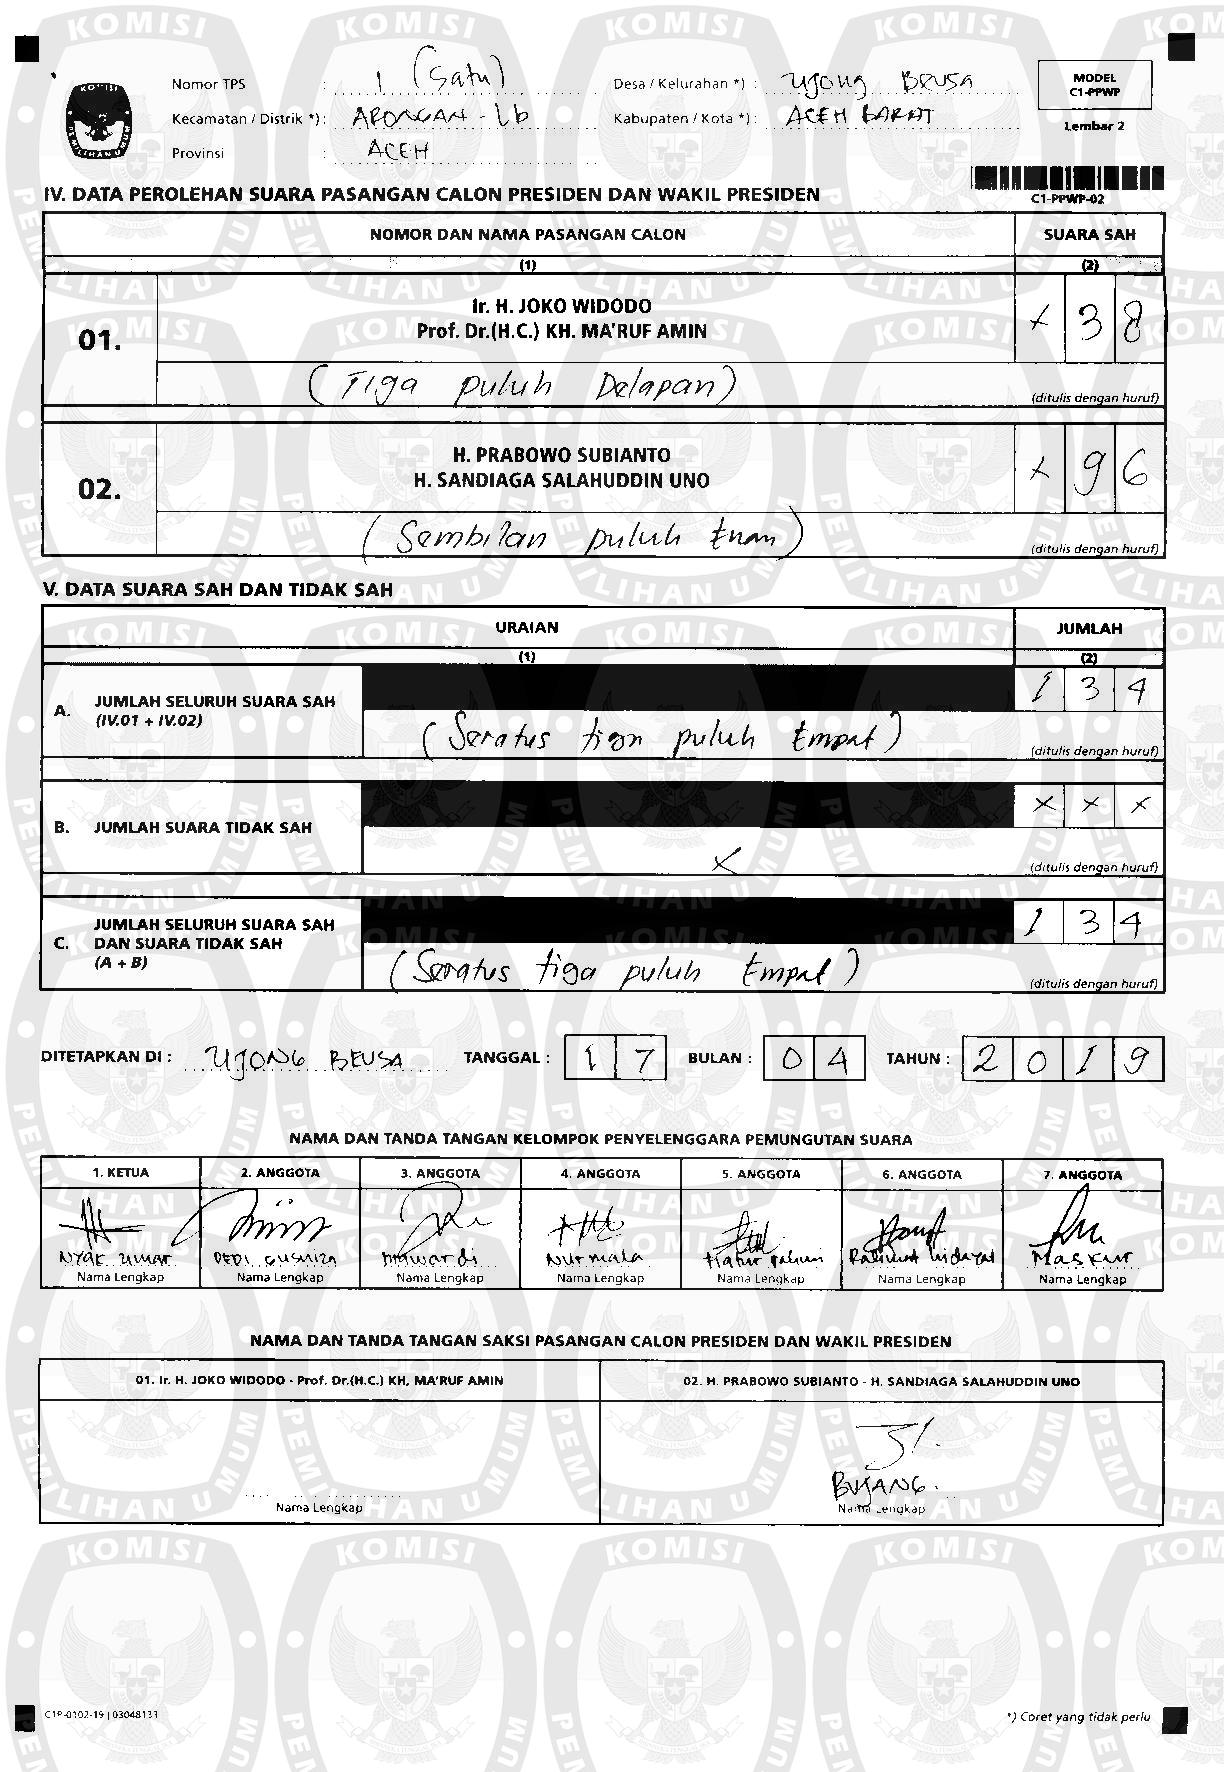 Nomor TPS : 1 (Satu) Desa / Kelurahan *) : Ujong Beusa
MODEL
C1-PPWP
Kecamatan / Distrik *) : ARONGAN - Lb Kabupaten / Kota *) : ACEH BARAT
Lembar 2
Provinsi : ACEH
C1-PPWP-02
IV. DATA PEROLEHAN SUARA PASANGAN CALON PRESIDEN DAN WAKIL PRESIDEN
NOMOR DAN NAMA PASANGAN CALON SUARA SAH
(1) (2)
01. Ir. H. JOKO WIDODO
Prof. Dr.(H.C.) KH. MA'RUF AMIN
x 3 8
(Tiga puluh Delapan)
(ditulis dengan huruf)
02. H. PRABOWO SUBIANTO
H. SANDIAGA SALAHUDDIN UNO
x 9 6
(Sembilan puluh Enam)
(ditulis dengan huruf)
V. DATA SUARA SAH DAN TIDAK SAH
URAIAN JUMLAH
(1) (2)
A. JUMLAH SELURUH SUARA SAH
(IV.01 + IV.02)
1 3 4
(Seratus tiga puluh Empat)
(ditulis dengan huruf)
B. JUMLAH SUARA TIDAK SAH
x x x
x
(ditulis dengan huruf)
C. JUMLAH SELURUH SUARA SAH
DAN SUARA TIDAK SAH
(A + B)
1 3 4
(Seratus tiga puluh Empat)
(ditulis dengan huruf)
DITETAPKAN DI : UJONG BEUSA TANGGAL : 1 7 BULAN : 0 4 TAHUN : 2 0 1 9
NAMA DAN TANDA TANGAN KELOMPOK PENYELENGGARA PEMUNGUTAN SUARA
1. KETUA 2. ANGGOTA 3. ANGGOTA 4. ANGGOTA 5. ANGGOTA 6. ANGGOTA 7. ANGGOTA
NYAK UMAR DEDI GUSNIZA Mawardi Nurmala Rahmat Hidayat Maskur
Nama Lengkap Nama Lengkap Nama Lengkap Nama Lengkap Nama Lengkap Nama Lengkap Nama Lengkap
NAMA DAN TANDA TANGAN SAKSI PASANGAN CALON PRESIDEN DAN WAKIL PRESIDEN
01. Ir. H. JOKO WIDODO - Prof. Dr.(H.C.) KH. MA'RUF AMIN 02. H. PRABOWO SUBIANTO - H. SANDIAGA SALAHUDDIN UNO
BUJANG.
Nama Lengkap Nama Lengkap
C1P-0102-19 | 03048133 *) Coret yang tidak perlu